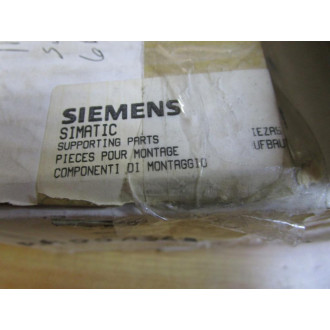 SIEMENS
SIMATIC
SUPPORTING PARTS
PIECES POUR MONTAGE
COMPONENTI DI MONTAGGIO